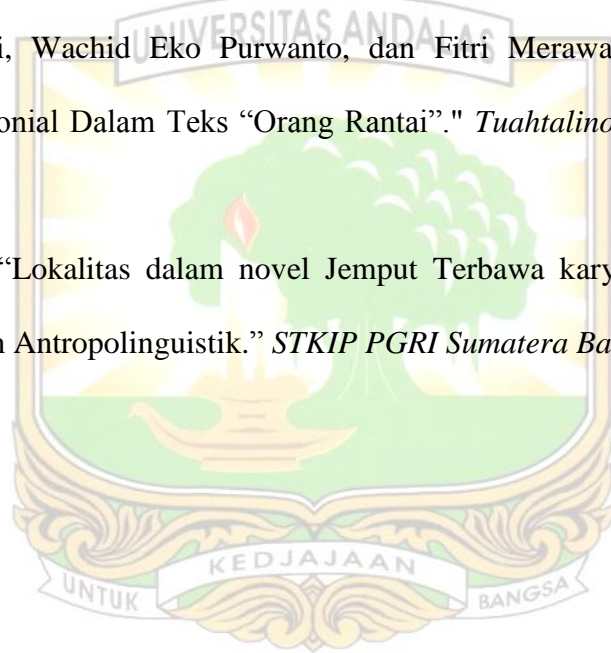 UNIVERSITAS ANDALAS
i, Wachid Eko Purwanto, dan Fitri Merawa
onial Dalam Teks “Orang Rantai”." Tuahtalino
“Lokalitas dalam novel Jemput Terbawa kary
n Antropolinguistik.” STKIP PGRI Sumatera Ba
UNTUK KEDJAJAAN BANGSA